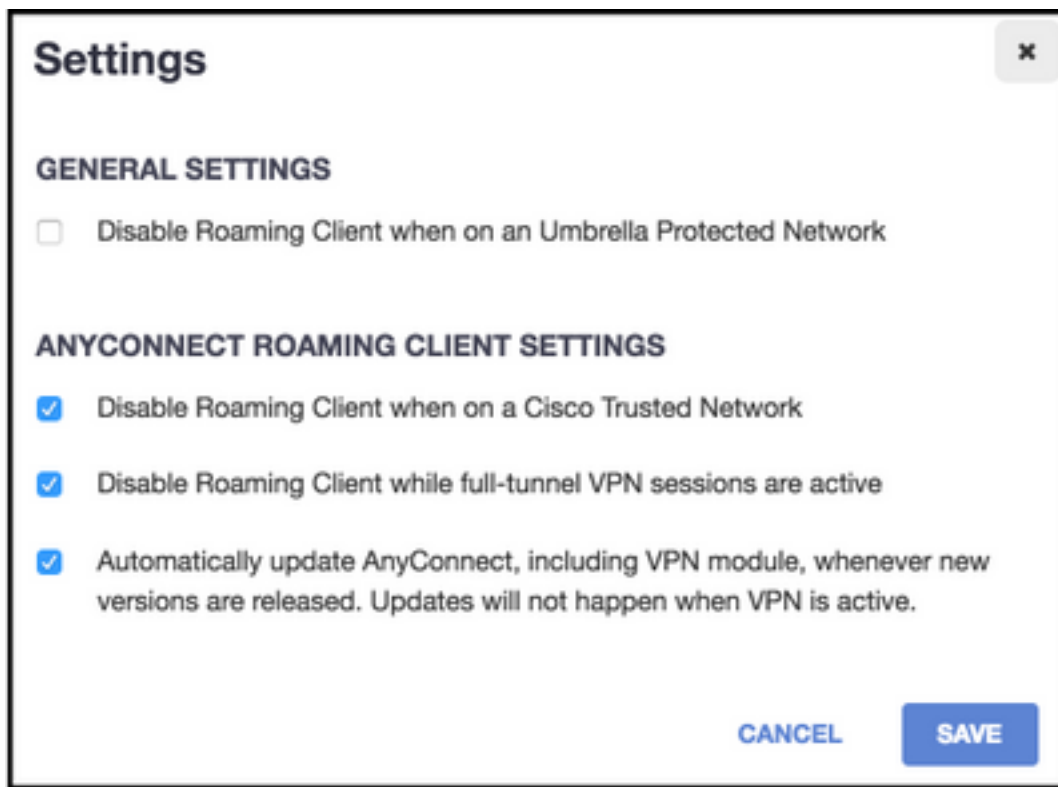 Settings
GENERAL SETTINGS
Disable Roaming Client when on an Umbrella Protected Network
ANYCONNECT ROAMING CLIENT SETTINGS
Disable Roaming Client when on a Cisco Trusted Network
Disable Roaming Client while full-tunnel VPN sessions are active
Automatically update AnyConnect, including VPN module, whenever new
versions are released. Updates will not happen when VPN is active.
CANCEL SAVE